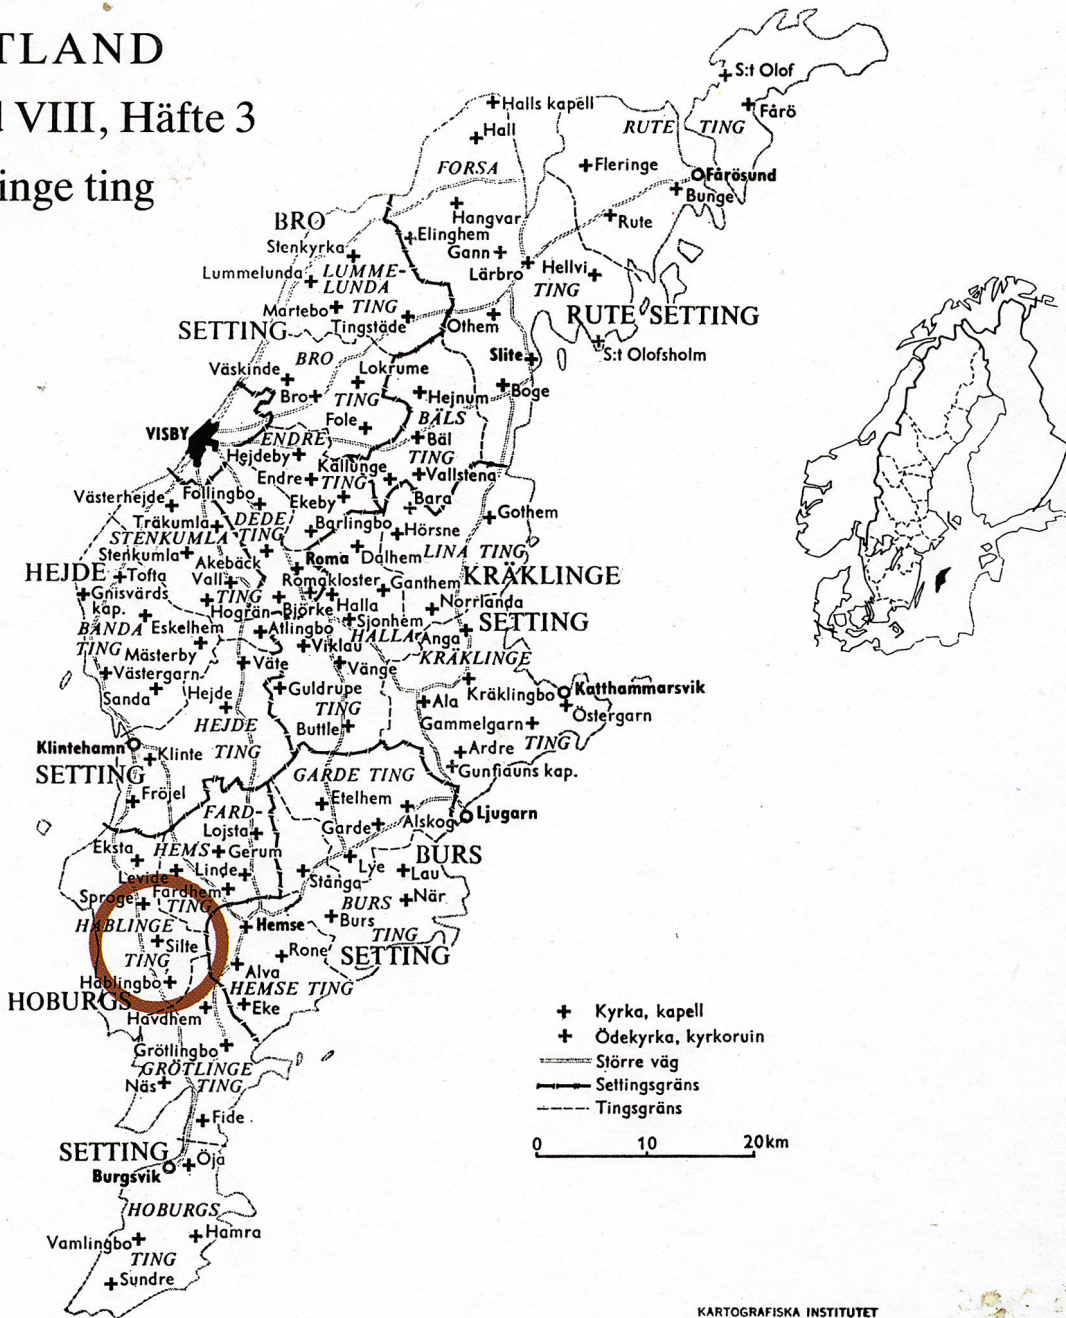 TLAND
VIII, Häfte 3
inge ting
S:t Olof
Halls kapell
Fårö
Hall
RUTE TING
FORSA
Fleringe
Fårösund
Bunge
Hangvar
Rute
BRO
Elinghem
Stenkyrka
Gann
Lummelunda
LUMME-
LUNDA
TING
Lärbro
Hellvi
TING
Martebo
SETTING
Tingstäde
Othem
RUTE SETTING
S:t Olofsholm
Slite
BRO
Väskinde
Lokrume
Bro
TING
Hejnum
Boge
Fole
BÄLS
VISBY
ENDRE
Bäl
Hejdeby
TING
Källunge
Endre
TING
Vallstena
Västerhejde
Follingbo
Ekeby
Bara
Träkumla
DEDE
Barlingbo
Gothem
STENKUMLA
TING
Hörsne
Stenkumla
Akebäck
Roma
Dalhem
LINA TING
HEJDE
Tofta
Vall
Romakloster
Ganthem
KRÄKLINGE
Gnisvärds
kap.
TING
Hogrän
Björke
Halla
Norrlanda
SETTING
BANDA
Eskelhem
Atlingbo
Sjonhem
HALLA
Anga
TING
Mästerby
Viklau
KRÄKLINGE
Västergarn
Väte
Vänge
Sanda
Hejde
Guldrupe
Ala
Kräklingbo
Katthammarsvik
TING
Östergarn
HEJDE
Buttle
Gammelgarn
Klintehamn
Klinte
TING
Ardre
TING
SETTING
GARDE TING
Gunfiauns kap.
Fröjel
Etelhem
FARD-
Lojsta
Garde
Alskog
Ljugarn
Eksta
HEMS
Gerum
BURS
Levide
Linde
Stånga
Lye
Lau
Sproge
Fardhem
TING
BURS
När
HABLINGE
Hemse
Burs
TING
Silte
Rone
SETTING
TING
Alva
Hablingbo
HEMSE TING
HOBURGS
Eke
Havdhem
Kyrka, kapell
Ödekyrka, kyrkoruin
Grötlingbo
Större väg
GRÖTLINGE
Näs
TING
Settingsgräns
Tingsgräns
Fide
SETTING
0 10 20km
Burgsvik
Öja
HOBURGS
Vamlingbo
Hamra
TING
Sundre
KARTOGRAFISKA INSTITUTET